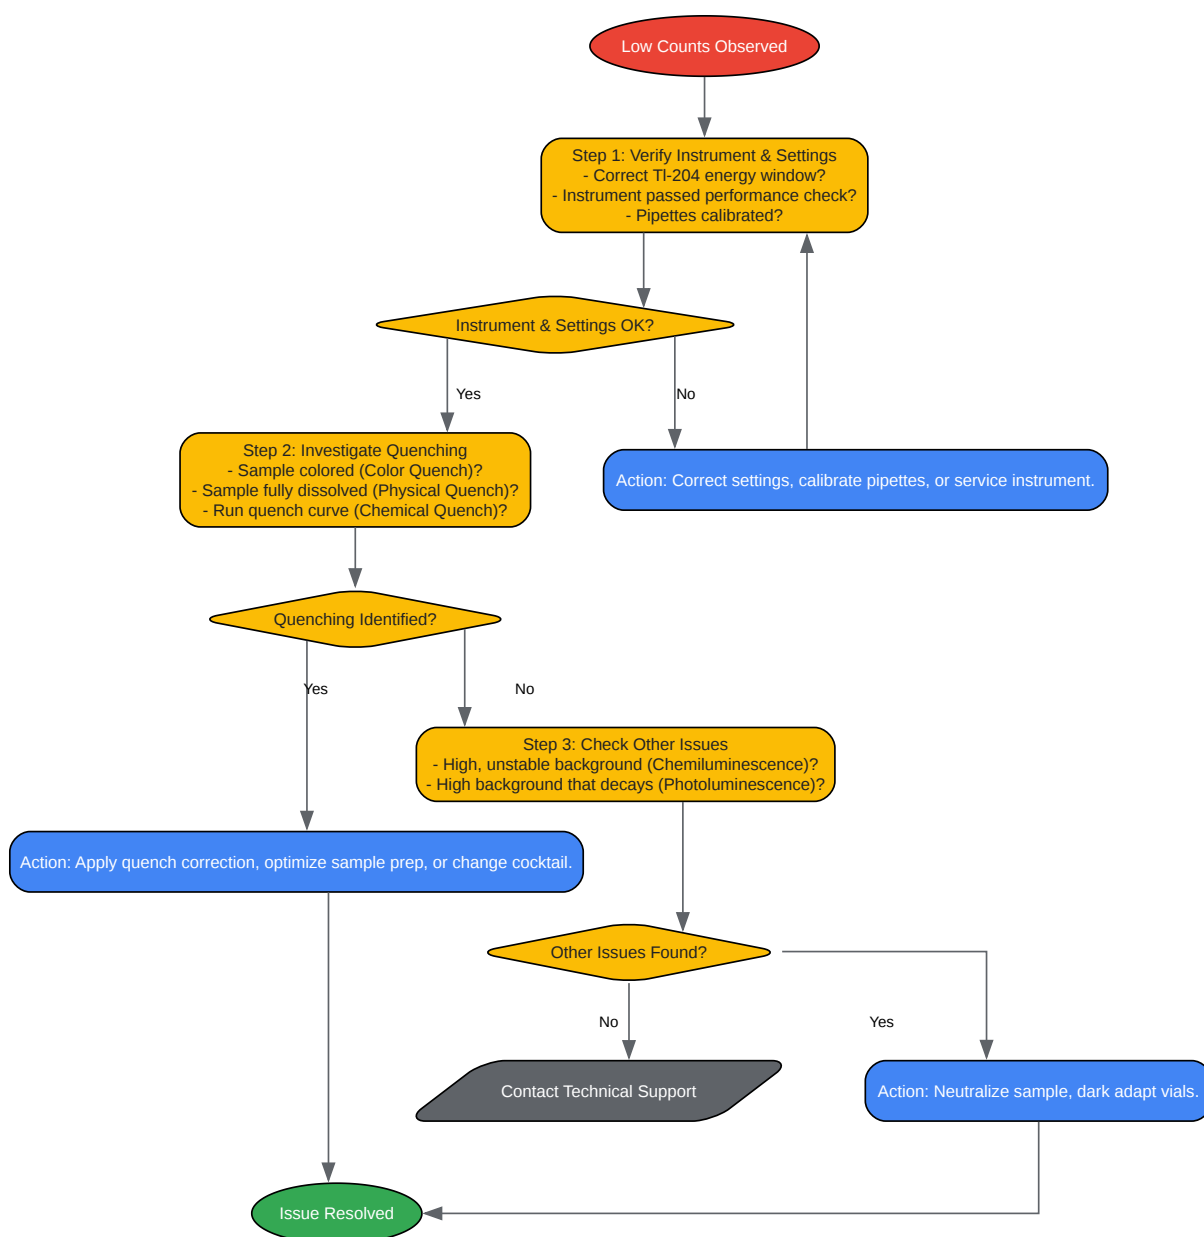 Low Counts Observed
Step 1: Verify Instrument & Settings
- Correct Tl-204 energy window?
- Instrument passed performance check?
- Pipettes calibrated?
Instrument & Settings OK?
Yes
No
Step 2: Investigate Quenching
- Sample colored (Color Quench)?
- Sample fully dissolved (Physical Quench)?
- Run quench curve (Chemical Quench)?
Action: Correct settings, calibrate pipettes, or service instrument.
Quenching Identified?
Yes
No
Step 3: Check Other Issues
- High, unstable background (Chemiluminescence)?
- High background that decays (Photoluminescence)?
Action: Apply quench correction, optimize sample prep, or change cocktail.
Other Issues Found?
No
Yes
Contact Technical Support
Action: Neutralize sample, dark adapt vials.
Issue Resolved